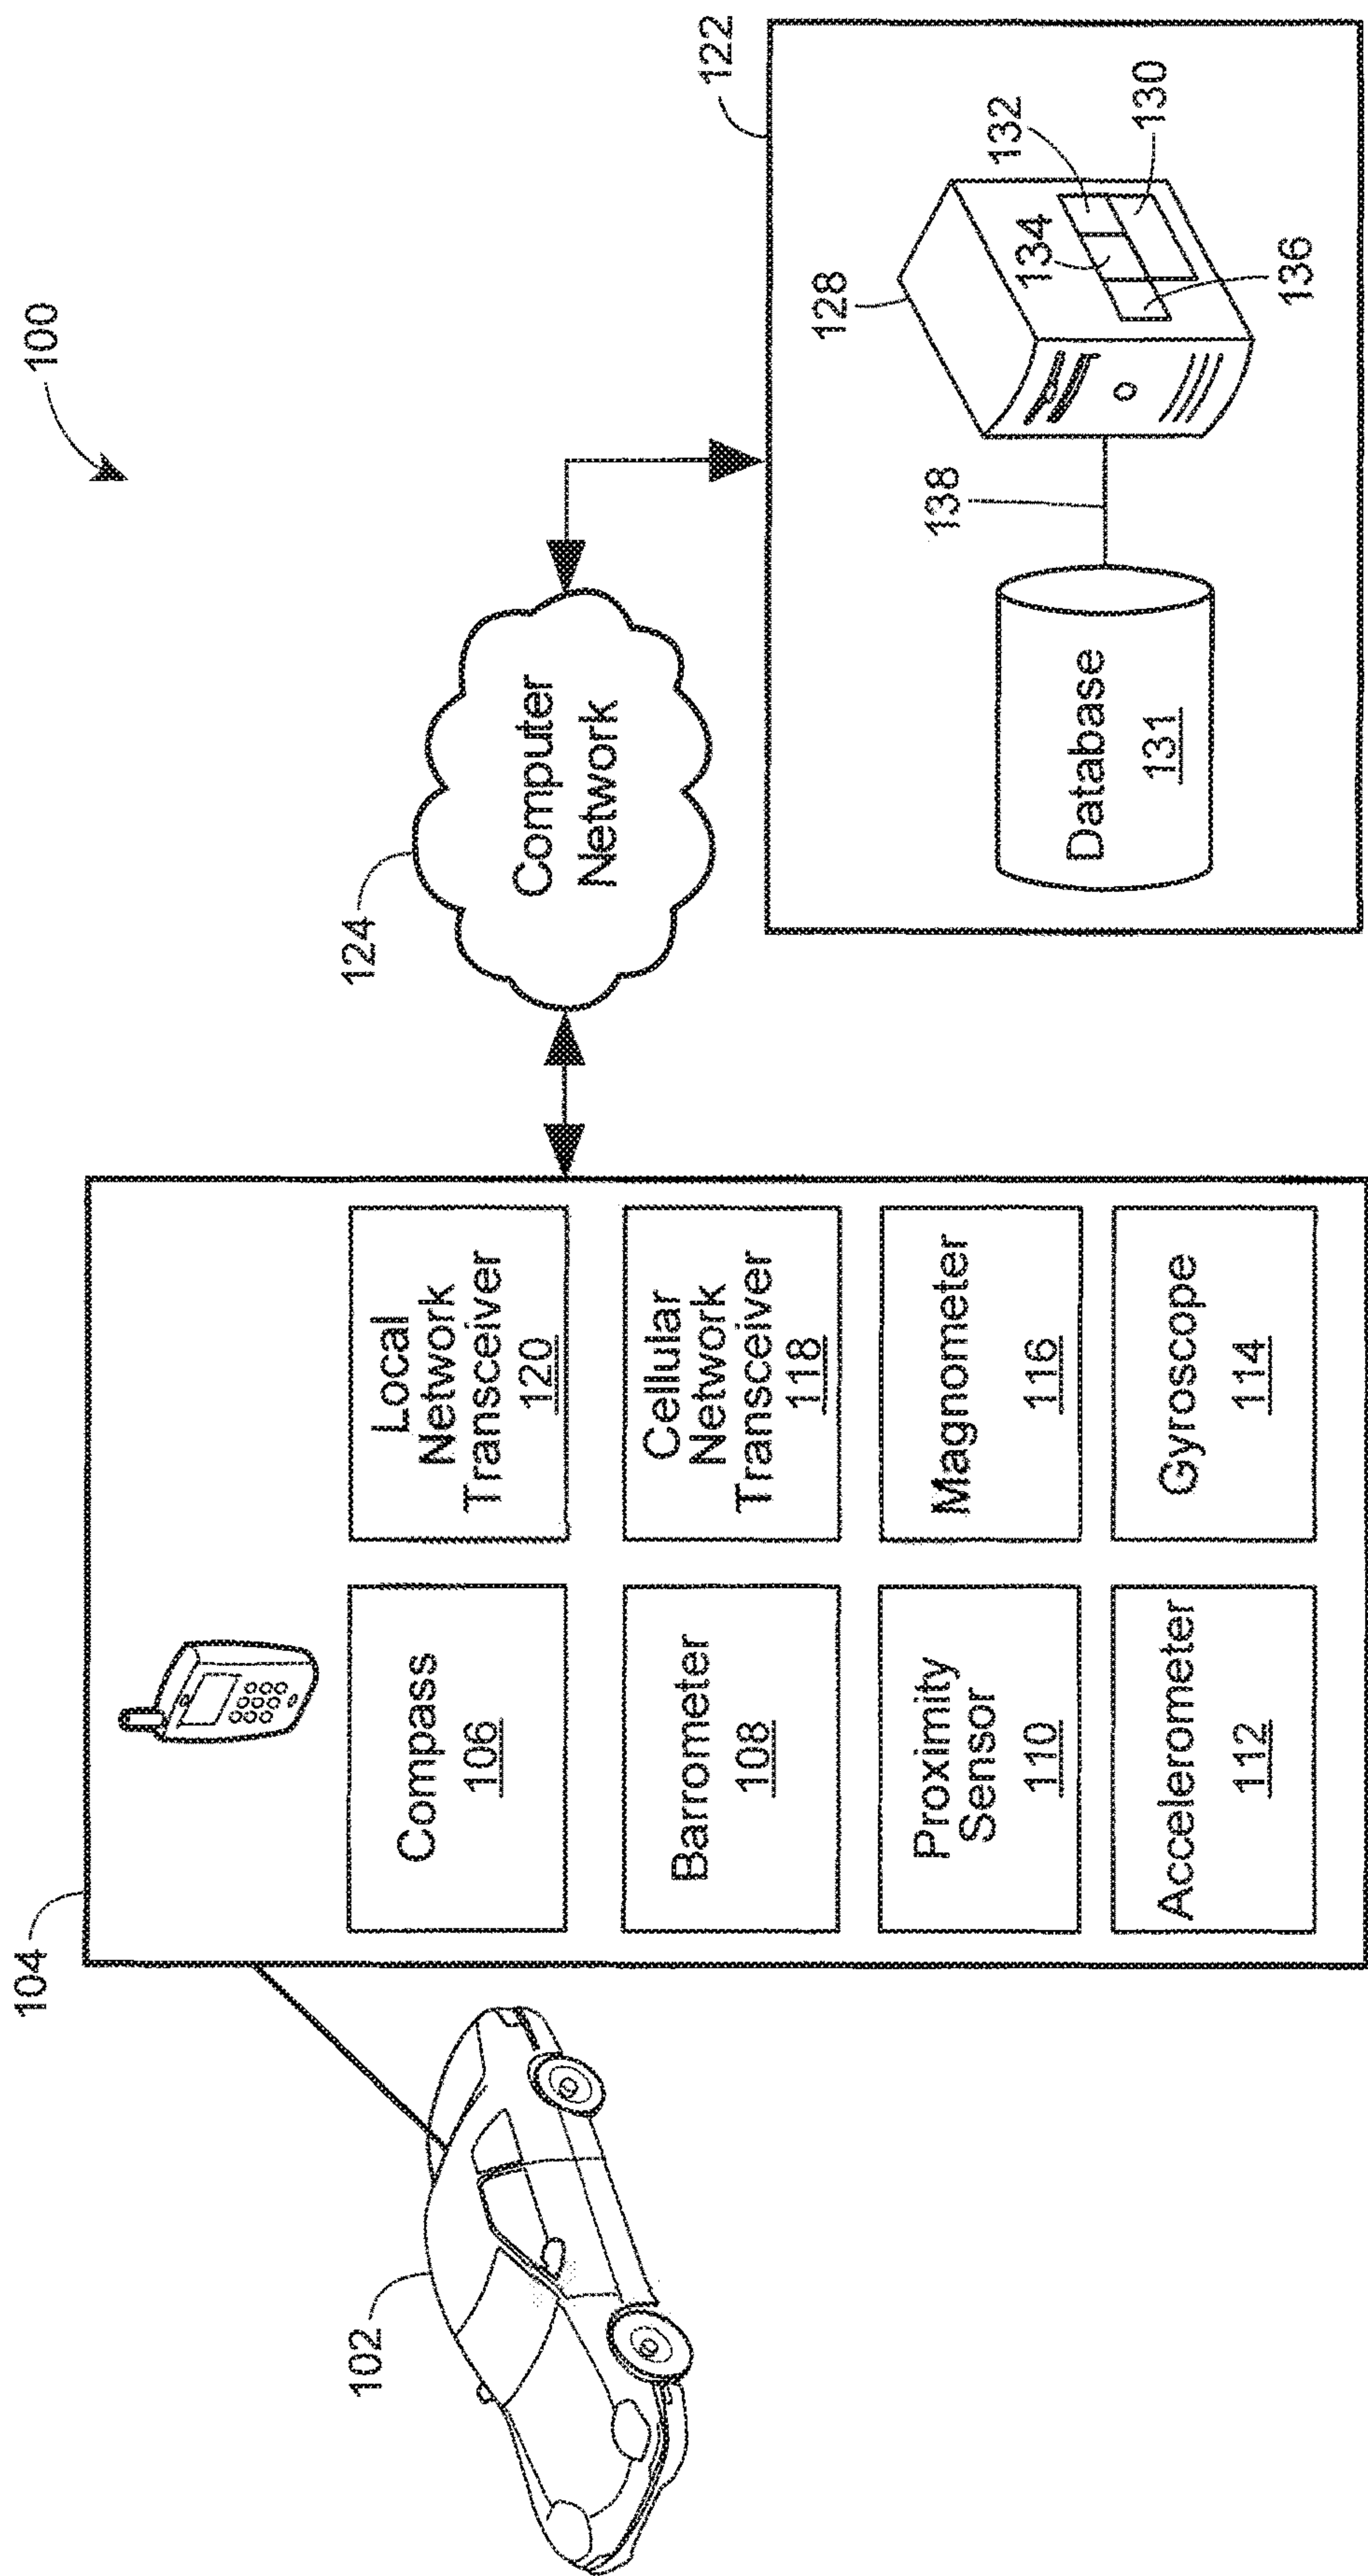 100
104
102
Compass
106
Local
Network
Transceiver
120
Barrometer
108
Cellular
Network
Transceiver
118
Proximity
Sensor
110
Magnometer
116
Accelerometer
112
Gyroscope
114
124
Computer
Network
122
128
134
132
130
136
138
Database
131